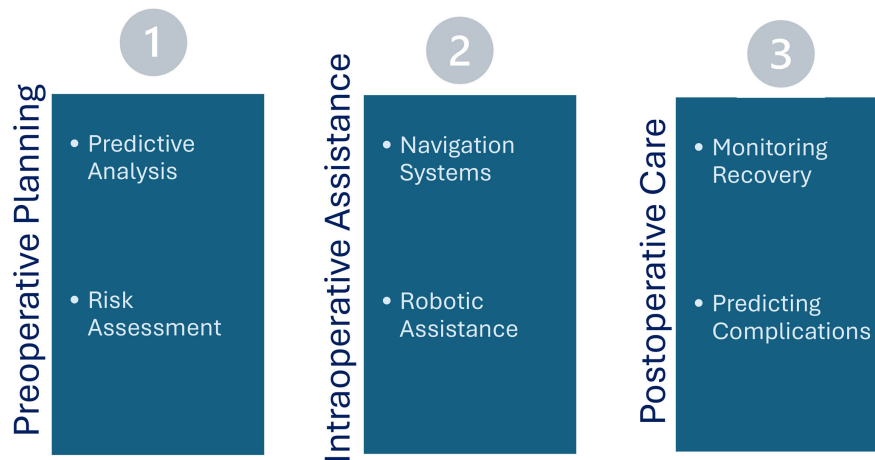 1
Preoperative Planning
• Predictive
Analysis
• Risk
Assessment
2
Intraoperative Assistance
• Navigation
Systems
• Robotic
Assistance
3
Postoperative Care
• Monitoring
Recovery
• Predicting
Complications